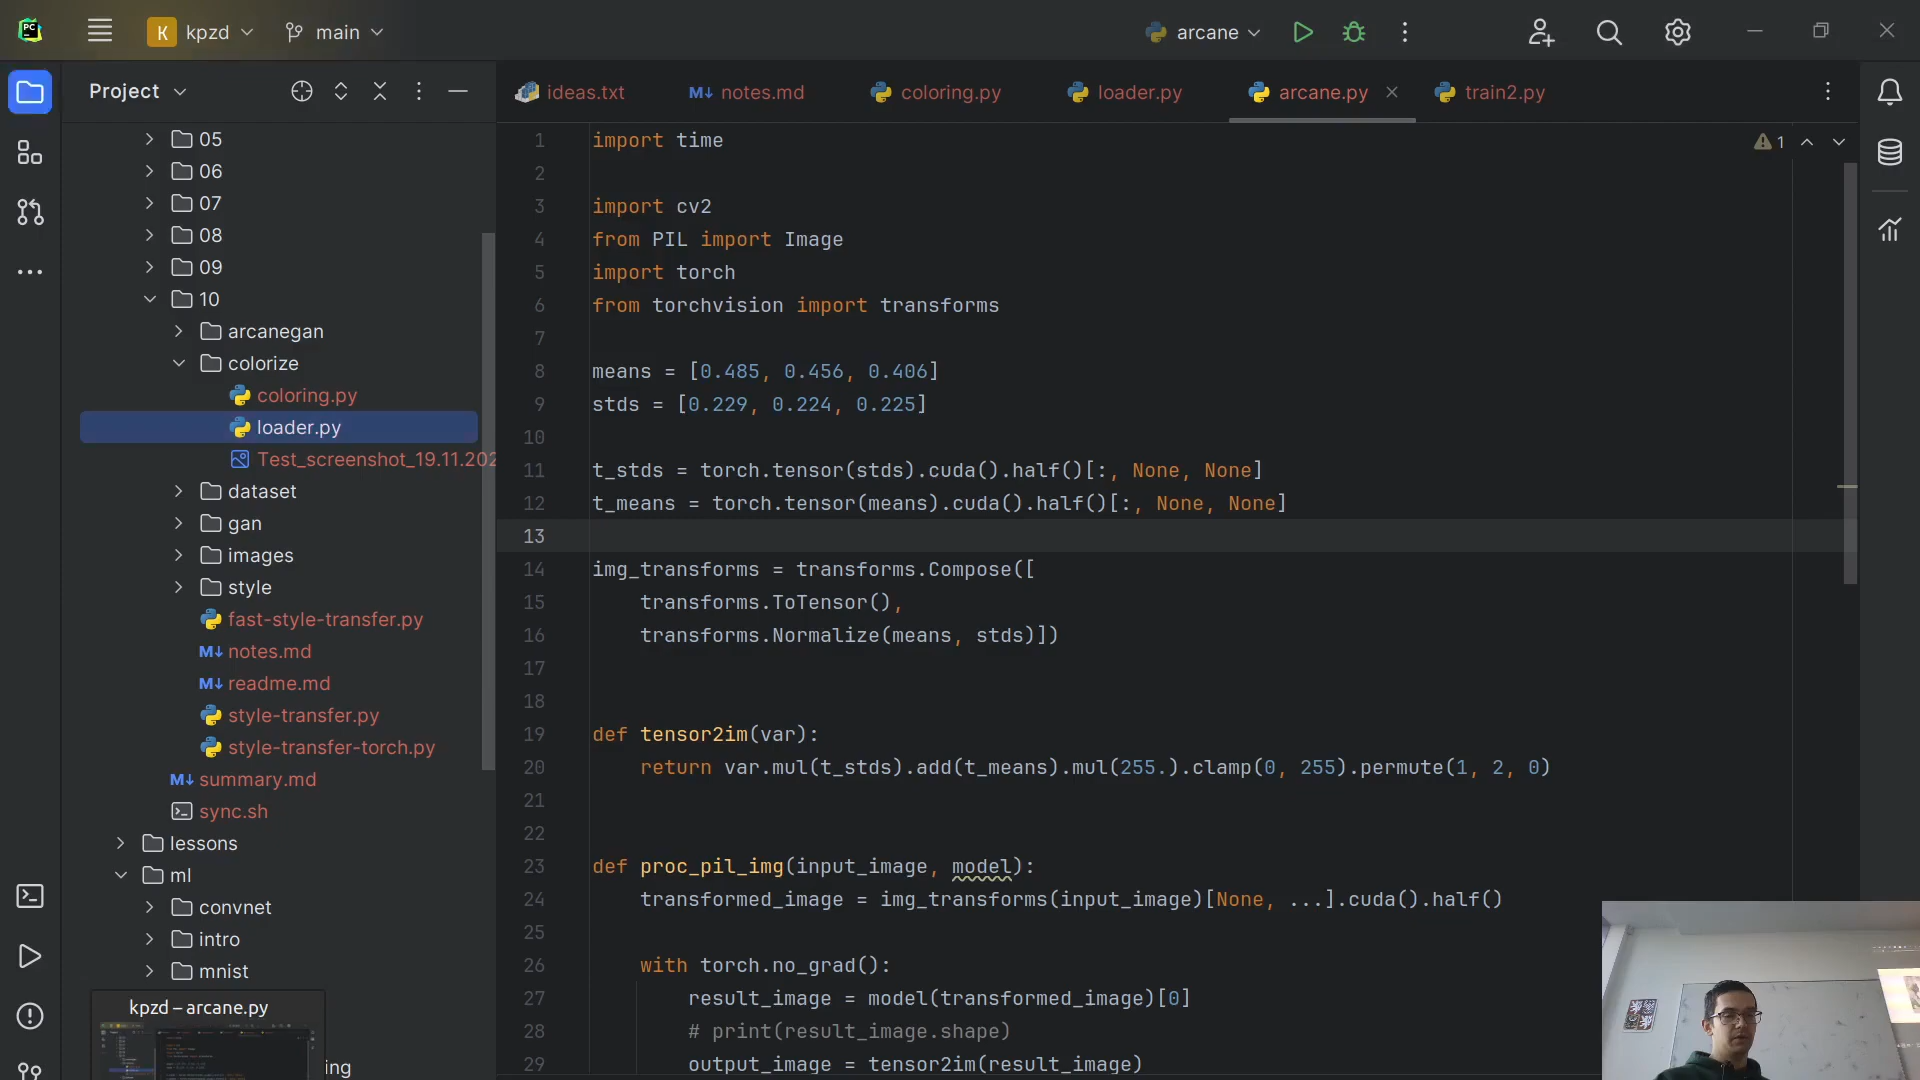 PC
K kpzd main arcane
Project
ideas.txt
M↓ notes.md
coloring.py
loader.py
arcane.py
train2.py
05
06
07
08
09
10
arcanegan
colorize
coloring.py
loader.py
Test_screenshot_19.11.202
dataset
gan
images
style
fast-style-transfer.py
M↓ notes.md
M↓ readme.md
style-transfer.py
style-transfer-torch.py
M↓ summary.md
sync.sh
lessons
ml
convnet
intro
mnist
kpzd – arcane.py
ing
1
1 import time
2
3 import cv2
4 from PIL import Image
5 import torch
6 from torchvision import transforms
7
8 means = [0.485, 0.456, 0.406]
9 stds = [0.229, 0.224, 0.225]
10
11 t_stds = torch.tensor(stds).cuda().half()[:, None, None]
12 t_means = torch.tensor(means).cuda().half()[:, None, None]
13
14 img_transforms = transforms.Compose([
15 transforms.ToTensor(),
16 transforms.Normalize(means, stds)])
17
18
19 def tensor2im(var):
20 return var.mul(t_stds).add(t_means).mul(255.).clamp(0, 255).permute(1, 2, 0)
21
22
23 def proc_pil_img(input_image, model):
24 transformed_image = img_transforms(input_image)[None, ...].cuda().half()
25
26 with torch.no_grad():
27 result_image = model(transformed_image)[0]
28 # print(result_image.shape)
29 output_image = tensor2im(result_image)